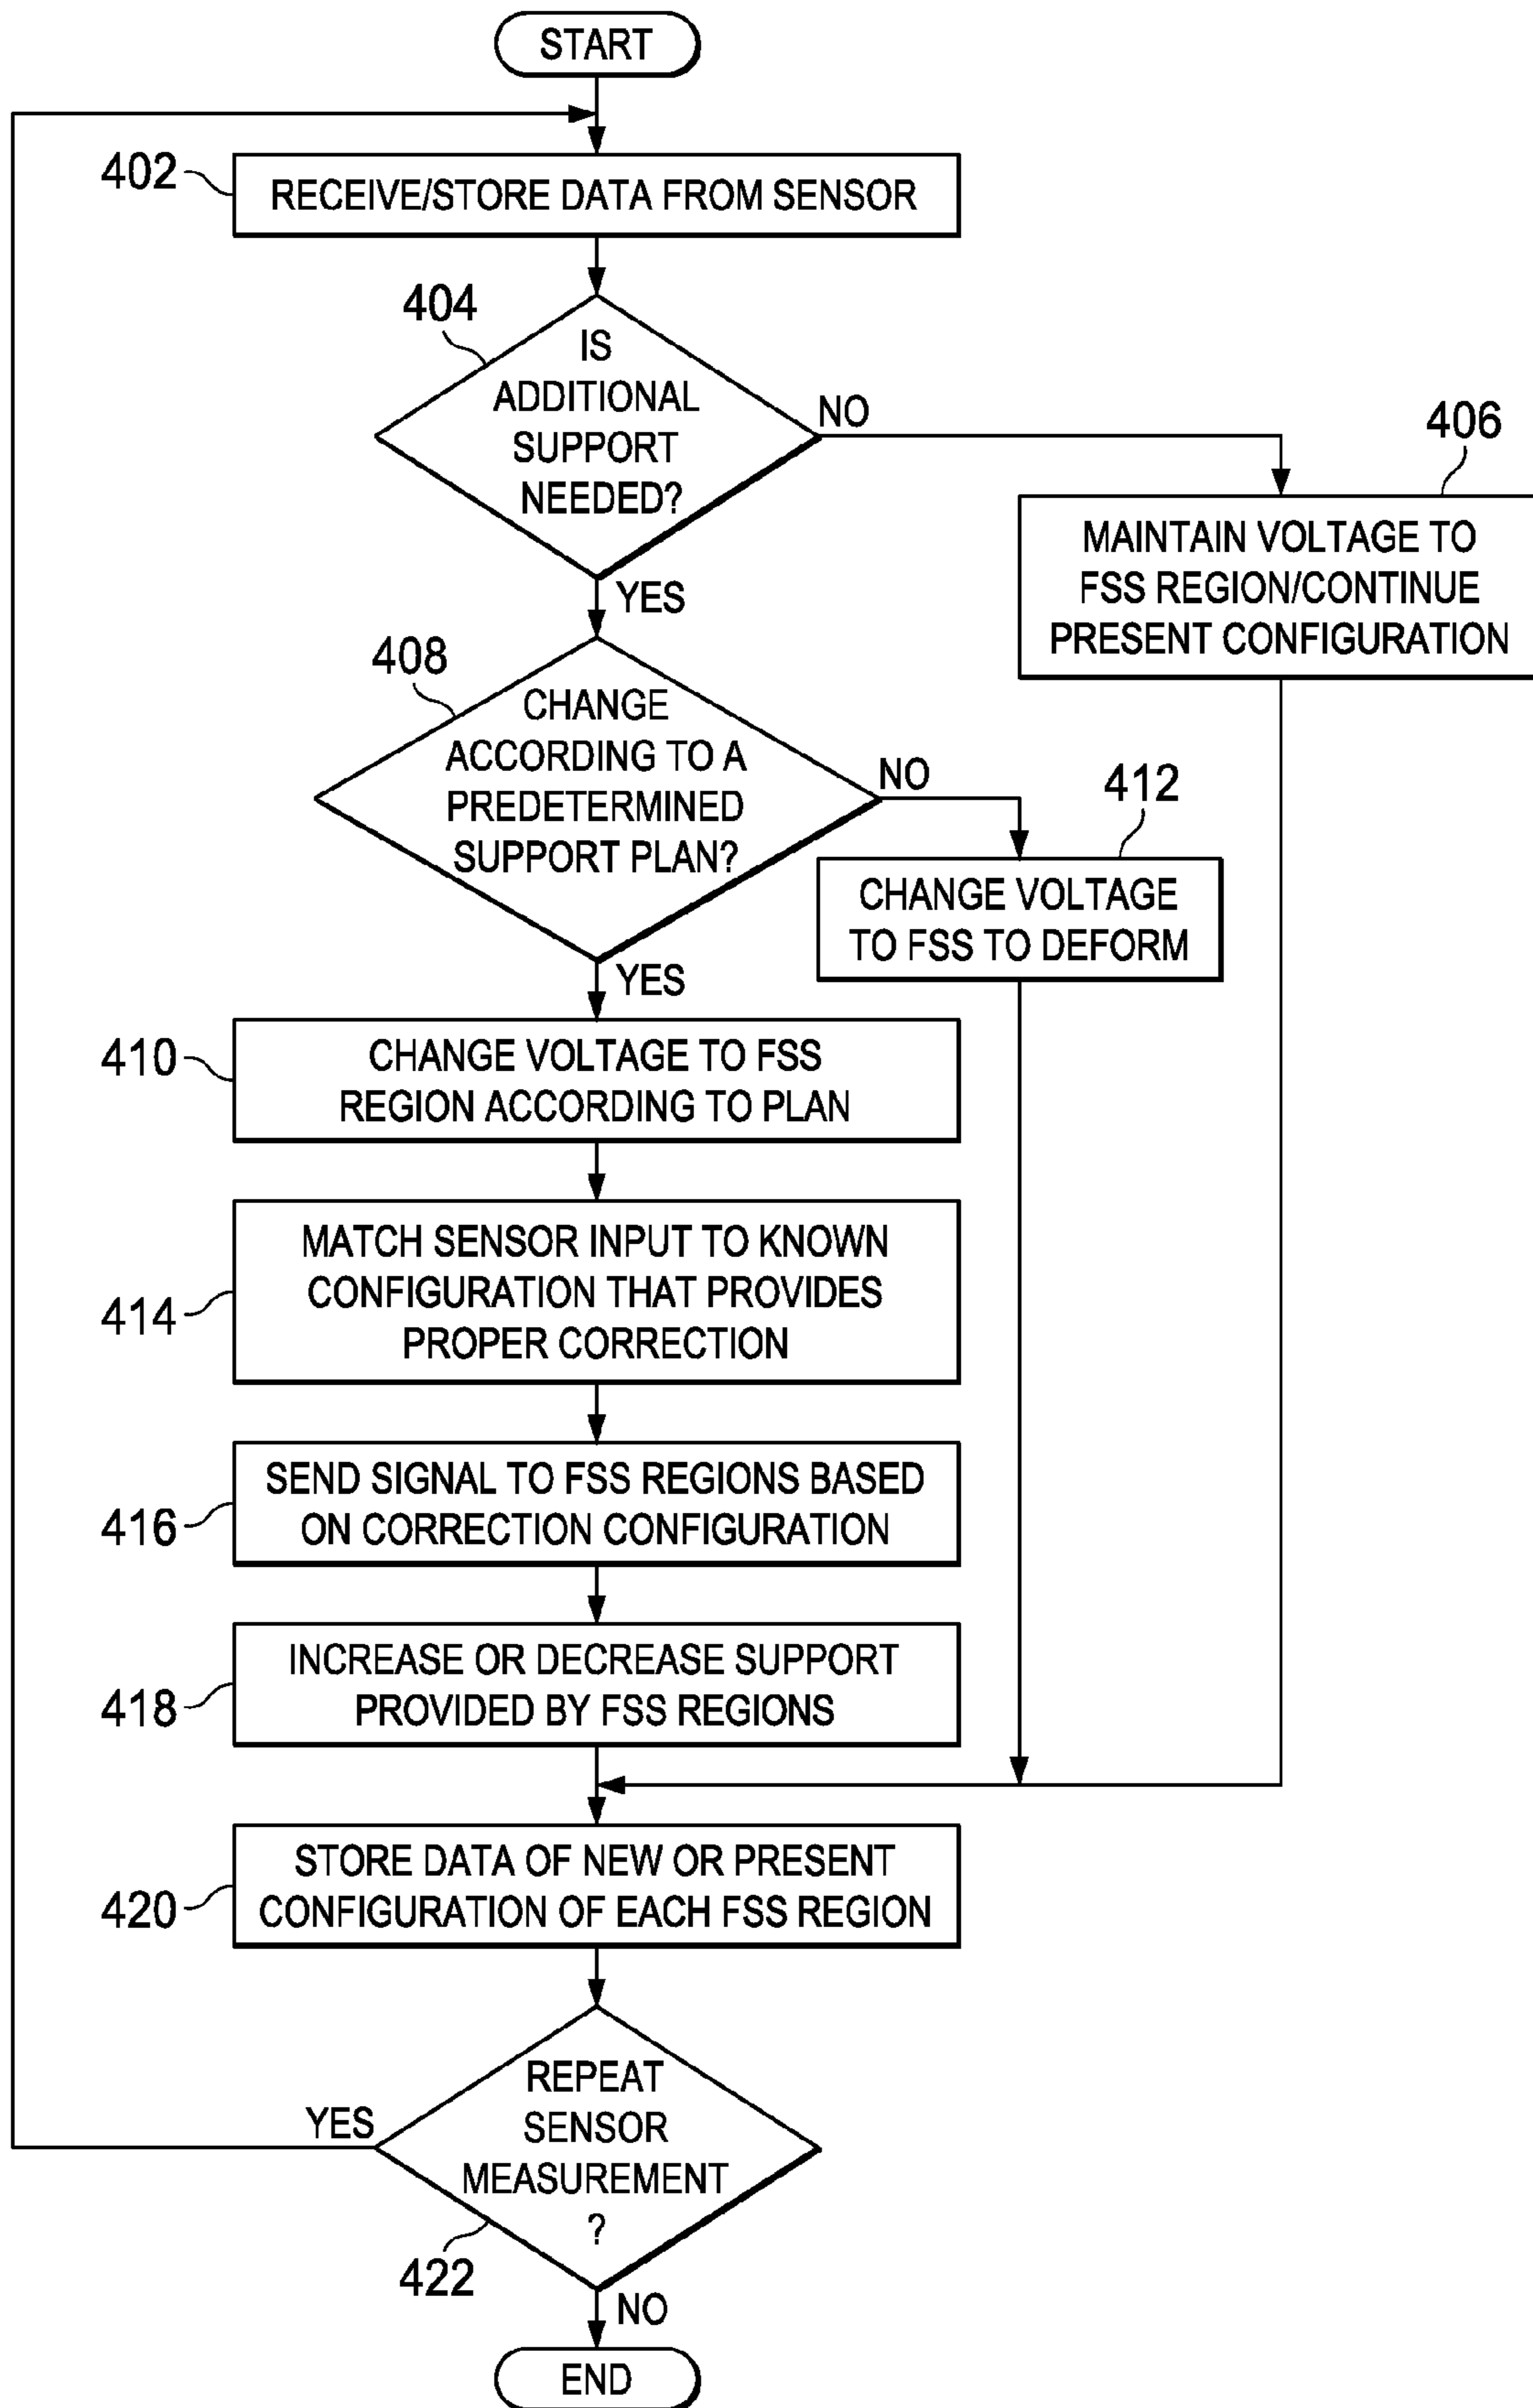 START
402
RECEIVE/STORE DATA FROM SENSOR
404
IS
ADDITIONAL
SUPPORT
NEEDED?
NO
406
MAINTAIN VOLTAGE TO
FSS REGION/CONTINUE
PRESENT CONFIGURATION
YES
408
CHANGE
ACCORDING TO A
PREDETERMINED
SUPPORT PLAN?
NO
412
CHANGE VOLTAGE
TO FSS TO DEFORM
YES
410
CHANGE VOLTAGE TO FSS
REGION ACCORDING TO PLAN
414
MATCH SENSOR INPUT TO KNOWN
CONFIGURATION THAT PROVIDES
PROPER CORRECTION
416
SEND SIGNAL TO FSS REGIONS BASED
ON CORRECTION CONFIGURATION
418
INCREASE OR DECREASE SUPPORT
PROVIDED BY FSS REGIONS
420
STORE DATA OF NEW OR PRESENT
CONFIGURATION OF EACH FSS REGION
YES
REPEAT
SENSOR
MEASUREMENT
?
422
NO
END